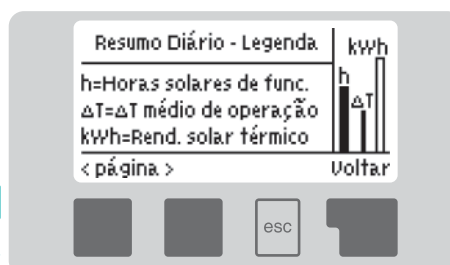 Resumo Diário - Legenda
kWh
h=Horas solares de func.
h
ΔT=ΔT médio de operação
ΔT
kWh=Rend. solar térmico
< página >
Voltar
esc